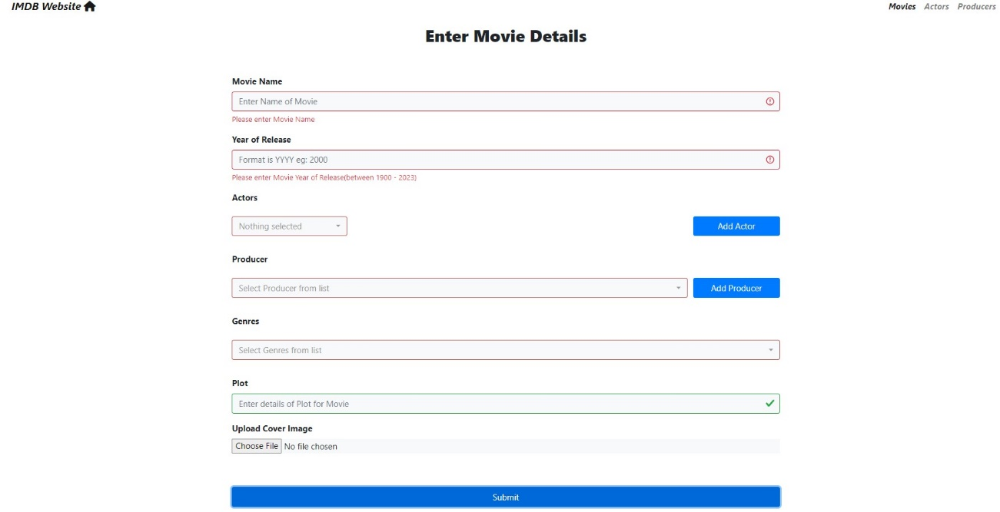 IMDB Website
Movies Actors Producers
Enter Movie Details
Movie Name
Enter Name of Movie
Please enter Movie Name
Year of Release
Format is YYYY eg: 2000
Please enter Movie Year of Release(between 1900 - 2023)
Actors
Nothing selected
Add Actor
Producer
Select Producer from list
Add Producer
Genres
Select Genres from list
Plot
Enter details of Plot for Movie
Upload Cover Image
Choose File No file chosen
Submit